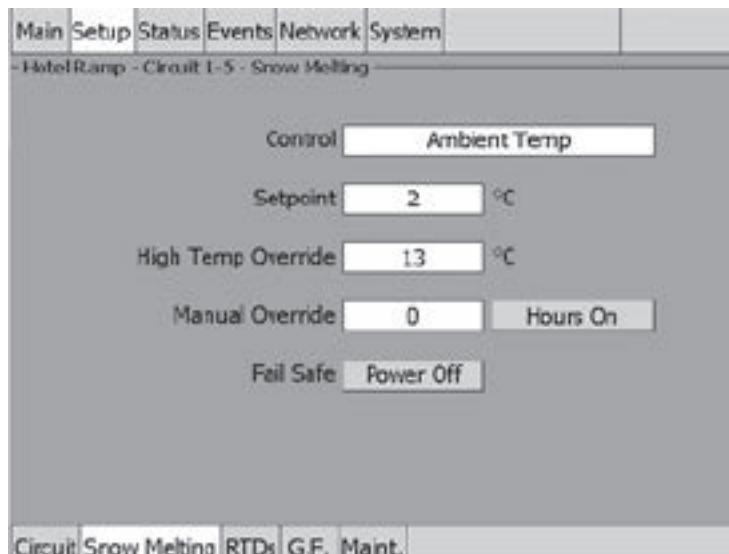 Main Setup Status Events Network System
Hotel Ramp - Circuit 1-5 - Snow Melting
Control Ambient Temp
Setpoint 2 °C
High Temp Override 13 °C
Manual Override 0 Hours On
Fail Safe Power Off
Circuit Snow Melting RTDs G.F. Maint.